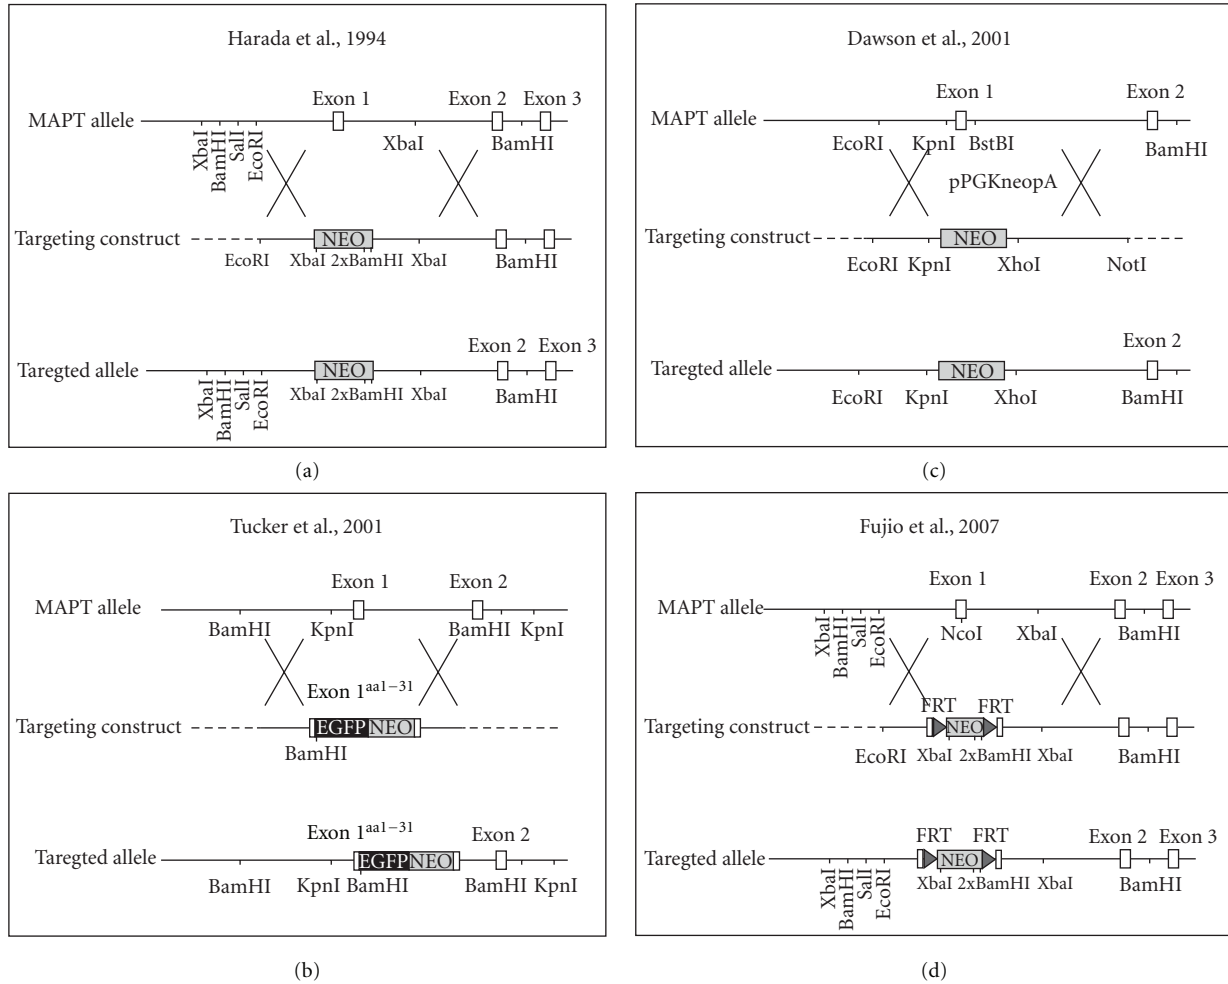 Harada et al., 1994
Exon 1 Exon 2 Exon 3
MAPT allele
XbaI
BamHI
SalI
EcoRI
XbaI
BamHI
Targeting construct
NEO
EcoRI XbaI 2xBamHI XbaI BamHI
Exon 2 Exon 3
Taregted allele
NEO
XbaI
BamHI
SalI
EcoRI
XbaI 2xBamHI XbaI BamHI
(a)
Dawson et al., 2001
Exon 1 Exon 2
MAPT allele
EcoRI KpnI BstBI BamHI
pPGKneopA
Targeting construct
NEO
EcoRI KpnI XhoI NotI
Exon 2
Taregted allele
NEO
EcoRI KpnI XhoI BamHI
(c)
Tucker et al., 2001
Exon 1 Exon 2
MAPT allele
BamHI KpnI BamHI KpnI
Exon 1aa1−31
Targeting construct
EGFP NEO
BamHI
Exon 1aa1−31 Exon 2
Taregted allele
EGFP NEO
BamHI KpnI BamHI BamHI KpnI
(b)
Fujio et al., 2007
Exon 1 Exon 2 Exon 3
MAPT allele
XbaI
BamHI
SalI
EcoRI
NcoI XbaI BamHI
FRT FRT
Targeting construct
NEO
EcoRI XbaI 2xBamHI XbaI BamHI
FRT FRT Exon 2 Exon 3
Taregted allele
NEO
XbaI
BamHI
SalI
EcoRI
XbaI 2xBamHI XbaI BamHI
(d)